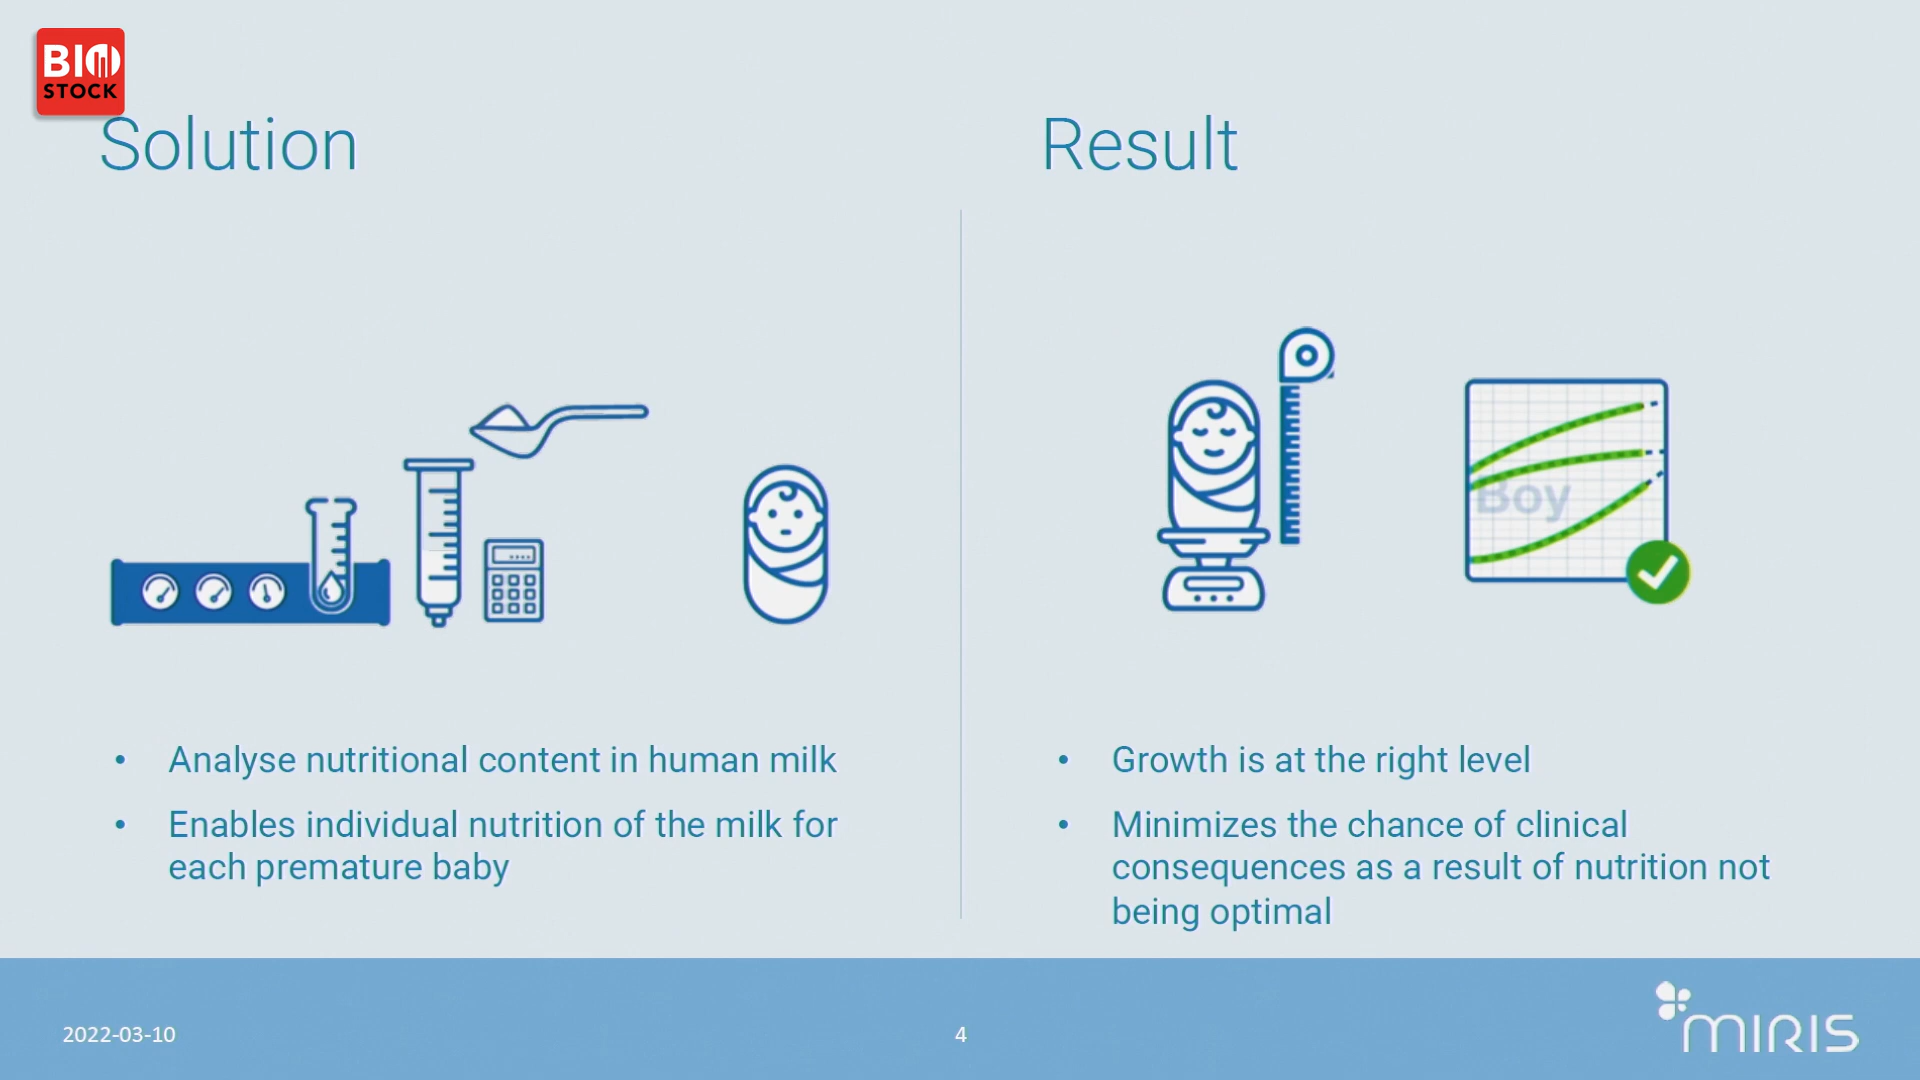 BIO
STOCK
Solution
Result
Boy
• Analyse nutritional content in human milk
• Enables individual nutrition of the milk for
each premature baby
• Growth is at the right level
• Minimizes the chance of clinical
consequences as a result of nutrition not
being optimal
2022-03-10
4
MIRIS